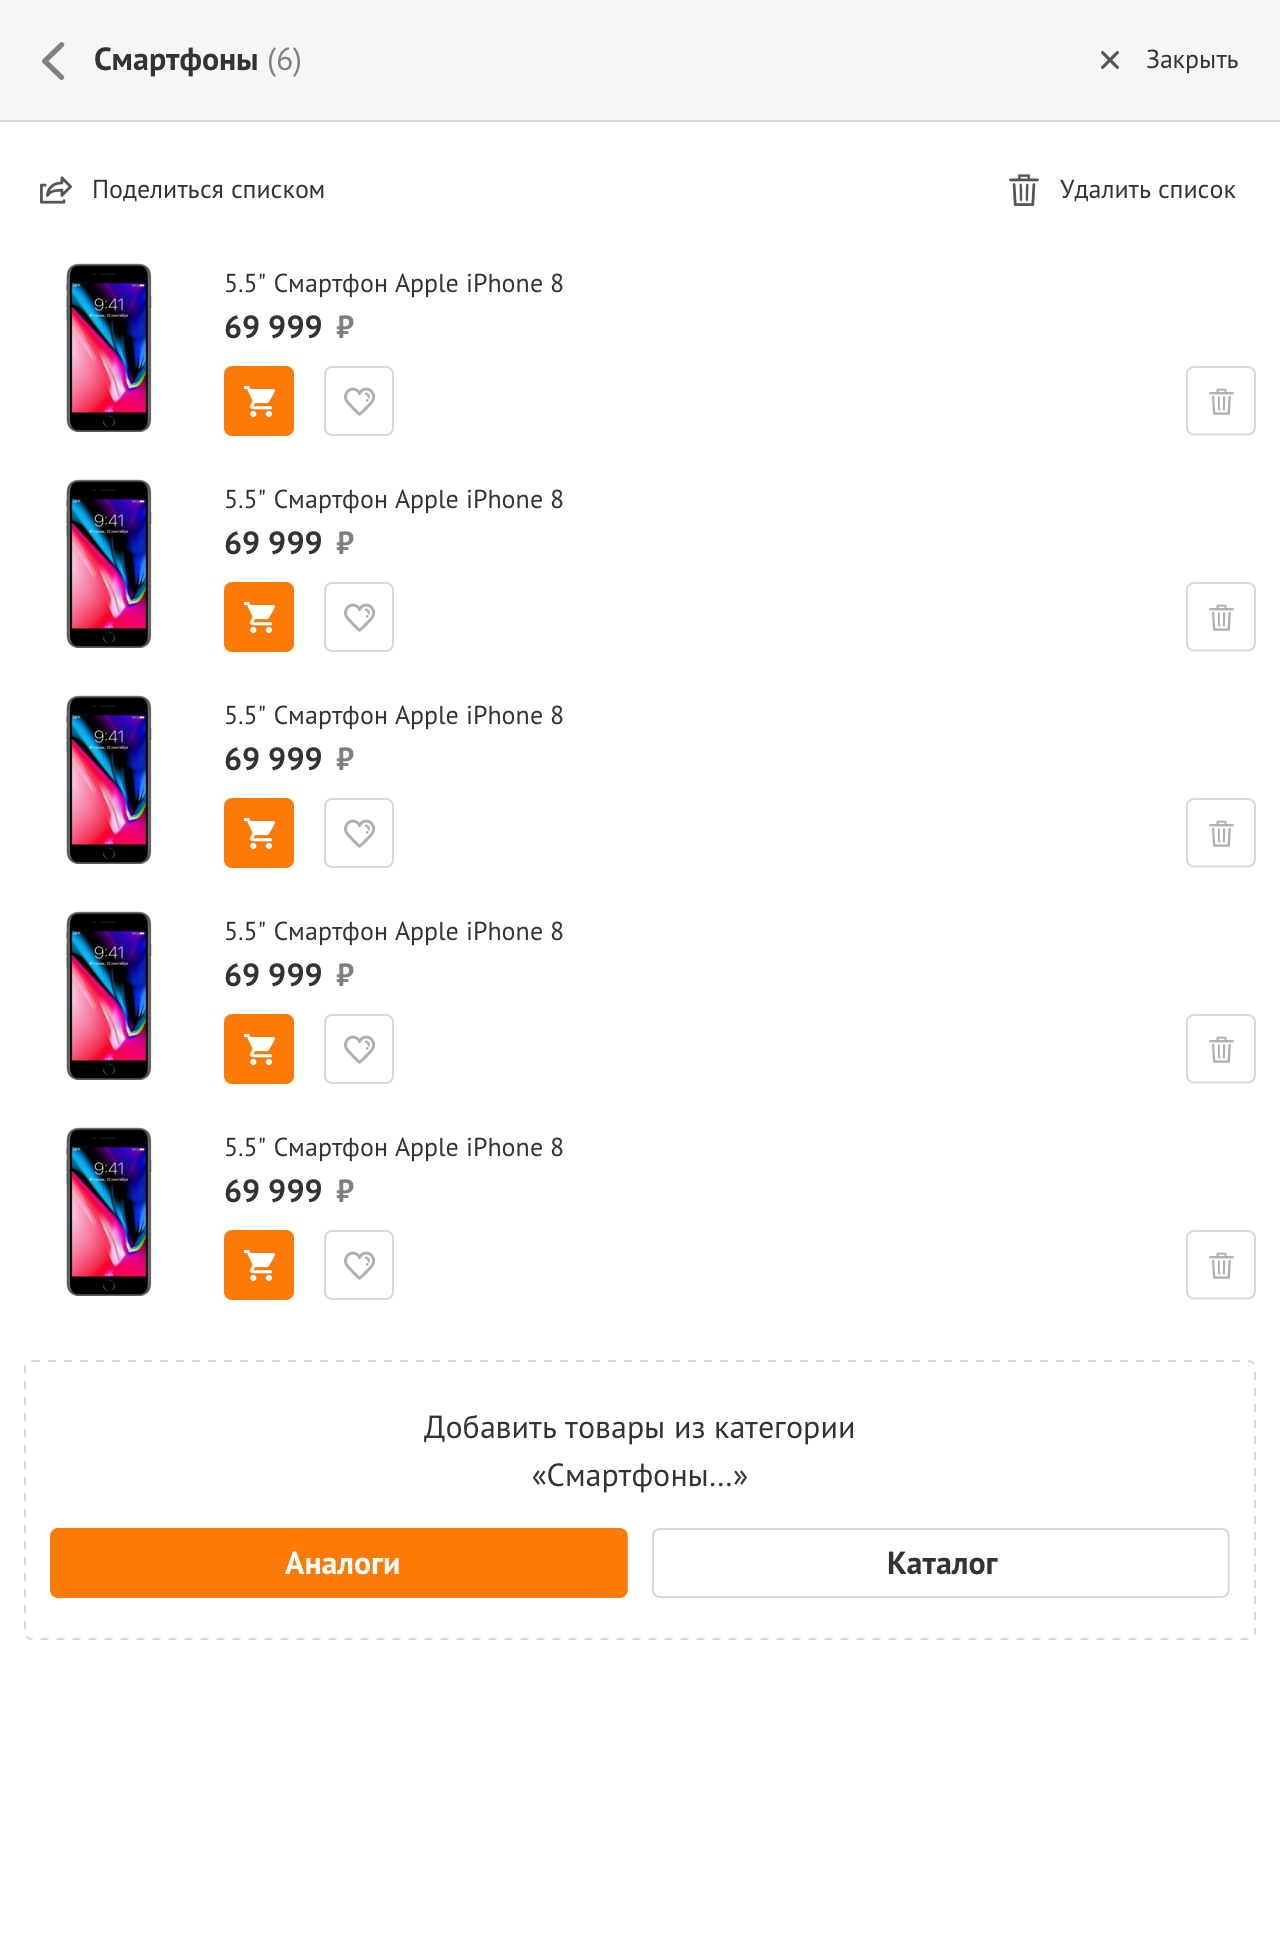 Смартфоны (6)
Закрыть
Поделиться списком
Удалить список
9:41
5.5" Смартфон Apple iPhone 8
69 999 ₽
9:41
5.5" Смартфон Apple iPhone 8
69 999 ₽
9:41
5.5" Смартфон Apple iPhone 8
69 999 ₽
9:41
5.5" Смартфон Apple iPhone 8
69 999 ₽
9:41
5.5" Смартфон Apple iPhone 8
69 999 ₽
Добавить товары из категории
«Смартфоны...»
Аналоги
Каталог